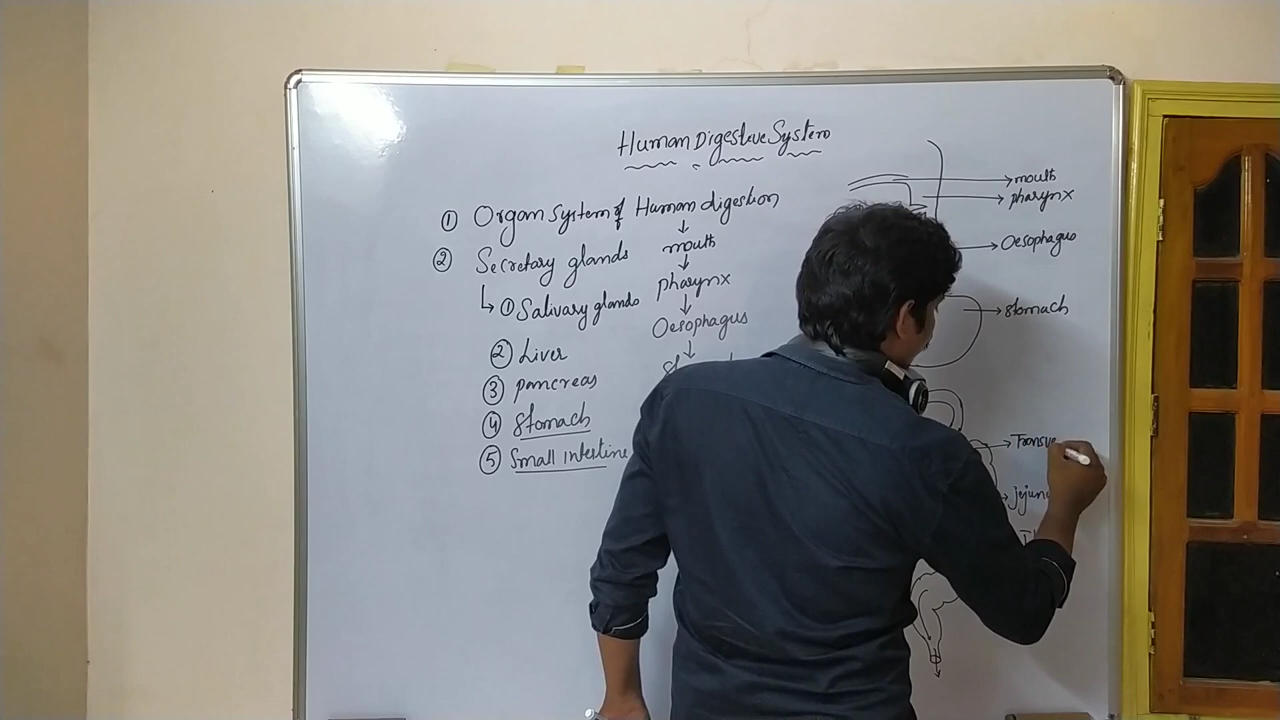 Human Digestive System
① Organ System of Human digestion
↓
mouth
② Secretary glands
↓
pharynx
↳ ① Salivary glands
↓
Oesophagus
↓
② Liver
③ pancreas
④ Stomach
⑤ Small intestine
mouth
pharynx
Oesophagus
Stomach